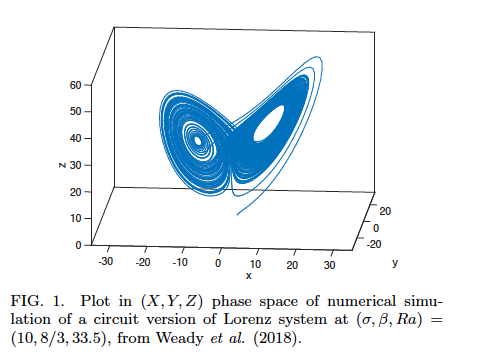 60
50
40
z 30
20
10
0
-30 -20 -10 0 10 20 30
x
20
0
-20
y
FIG. 1. Plot in (X, Y, Z) phase space of numerical simu-
lation of a circuit version of Lorenz system at (σ, β, Ra) =
(10, 8/3, 33.5), from Weady et al. (2018).